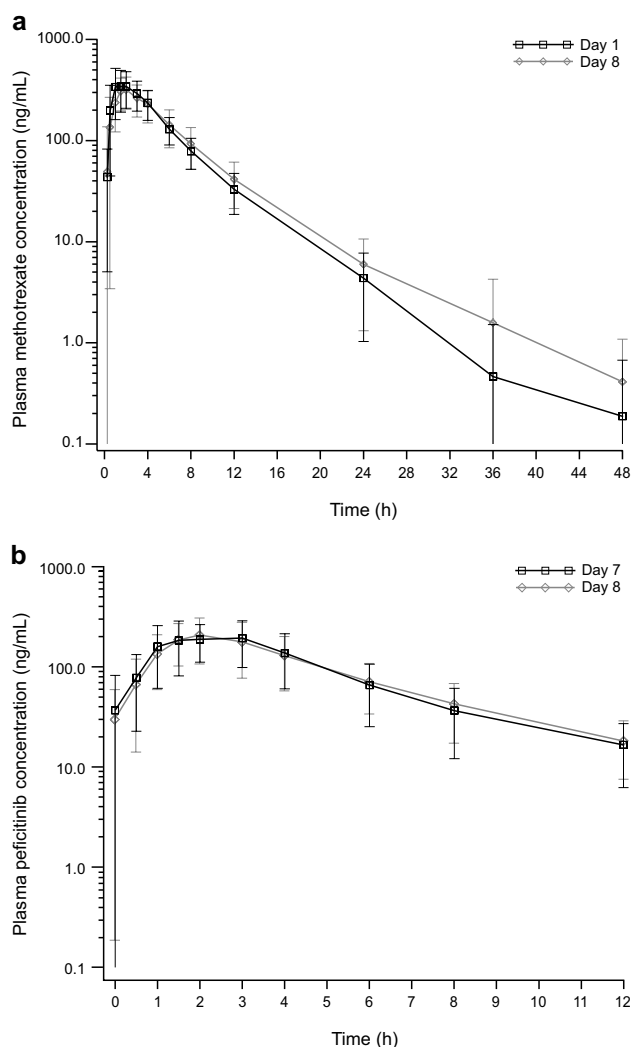 a
1000.0
100.0
10.0
1.0
0.1
Plasma methotrexate concentration (ng/mL)
Day 1
Day 8
0 4 8 12 16 20 24 28 32 36 40 44 48
Time (h)
b
1000.0
100.0
10.0
1.0
0.1
Plasma peficitinib concentration (ng/mL)
Day 7
Day 8
0 1 2 3 4 6 7 8 9 10 11 12
Time (h)